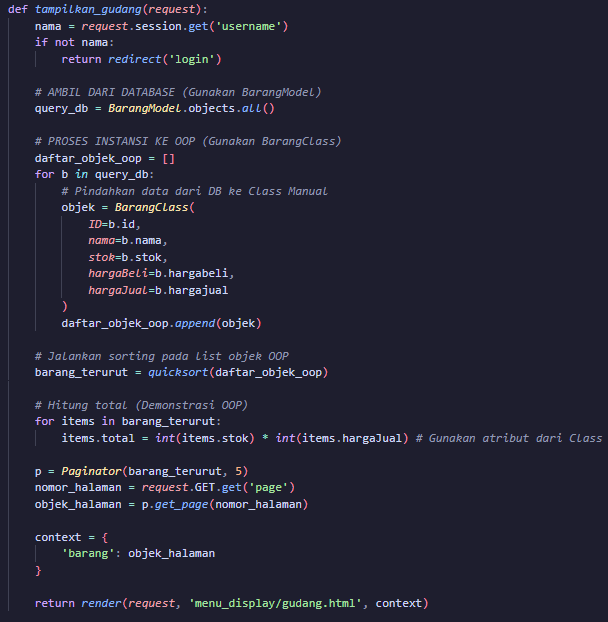 def tampilkan_gudang(request):
    nama = request.session.get('username')
    if not nama:
        return redirect('login')

    # AMBIL DARI DATABASE (Gunakan BarangModel)
    query_db = BarangModel.objects.all()

    # PROSES INSTANSI KE OOP (Gunakan BarangClass)
    daftar_objek_oop = []
    for b in query_db:
        # Pindahkan data dari DB ke Class Manual
        objek = BarangClass(
            ID=b.id,
            nama=b.nama,
            stok=b.stok,
            hargaBeli=b.hargabeli,
            hargaJual=b.hargajual
        )
        daftar_objek_oop.append(objek)

    # Jalankan sorting pada list objek OOP
    barang_terurut = quicksort(daftar_objek_oop)

    # Hitung total (Demonstrasi OOP)
    for items in barang_terurut:
        items.total = int(items.stok) * int(items.hargaJual) # Gunakan atribut dari Class

    p = Paginator(barang_terurut, 5)
    nomor_halaman = request.GET.get('page')
    objek_halaman = p.get_page(nomor_halaman)

    context = {
        'barang': objek_halaman
    }

    return render(request, 'menu_display/gudang.html', context)